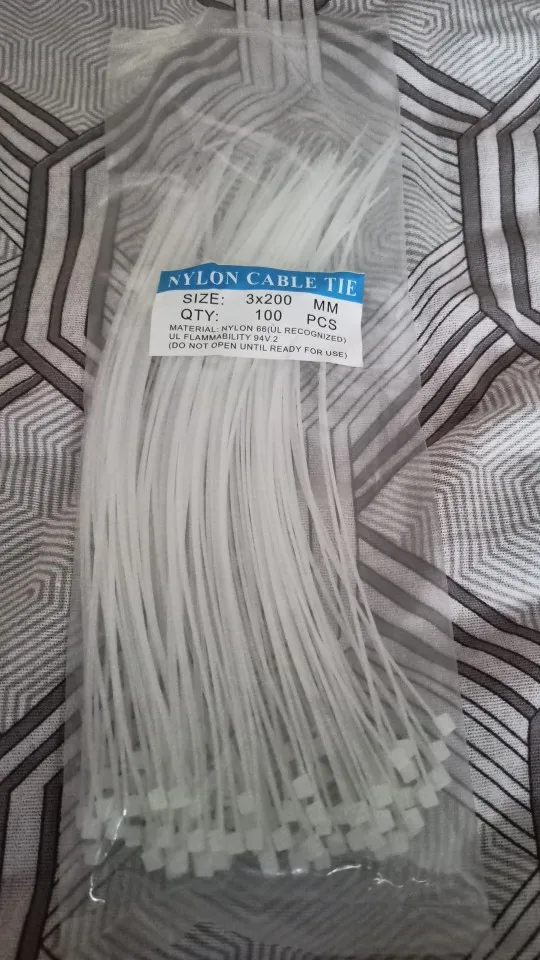 NYLON CABLE TIE
SIZE: 3x200 MM
QTY: 100 PCS
MATERIAL: NYLON 66(UL RECOGNIZED)
UL FLAMMABILITY 94V.2
(DO NOT OPEN UNTIL READY FOR USE)